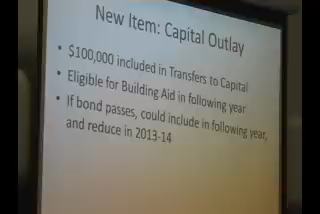 New Item: Capital Outlay
• $100,000 included in Transfers to Capital
• Eligible for Building Aid in following year
• If bond passes, could include in following year,
and reduce in 2013-14